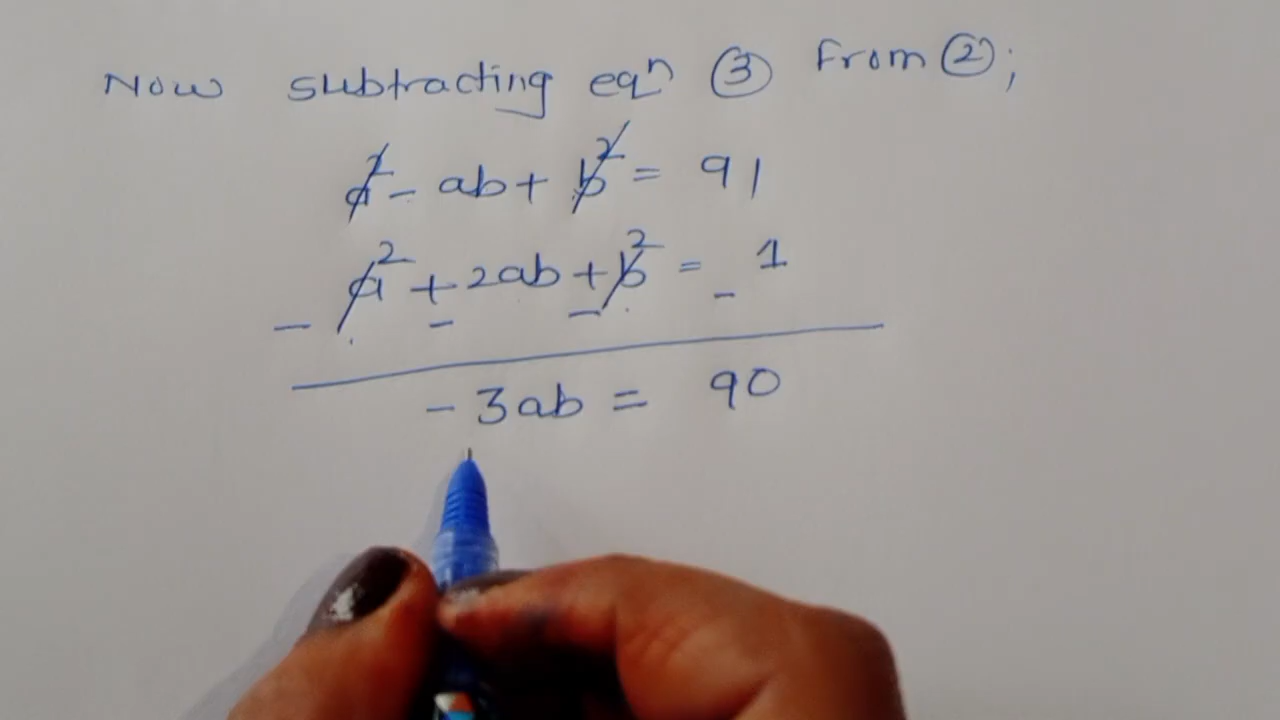 Now subtracting eqⁿ ③ From ②;
a² - ab + b² = 91
a² + 2ab + b² = 1
- - - -
- 3ab = 90